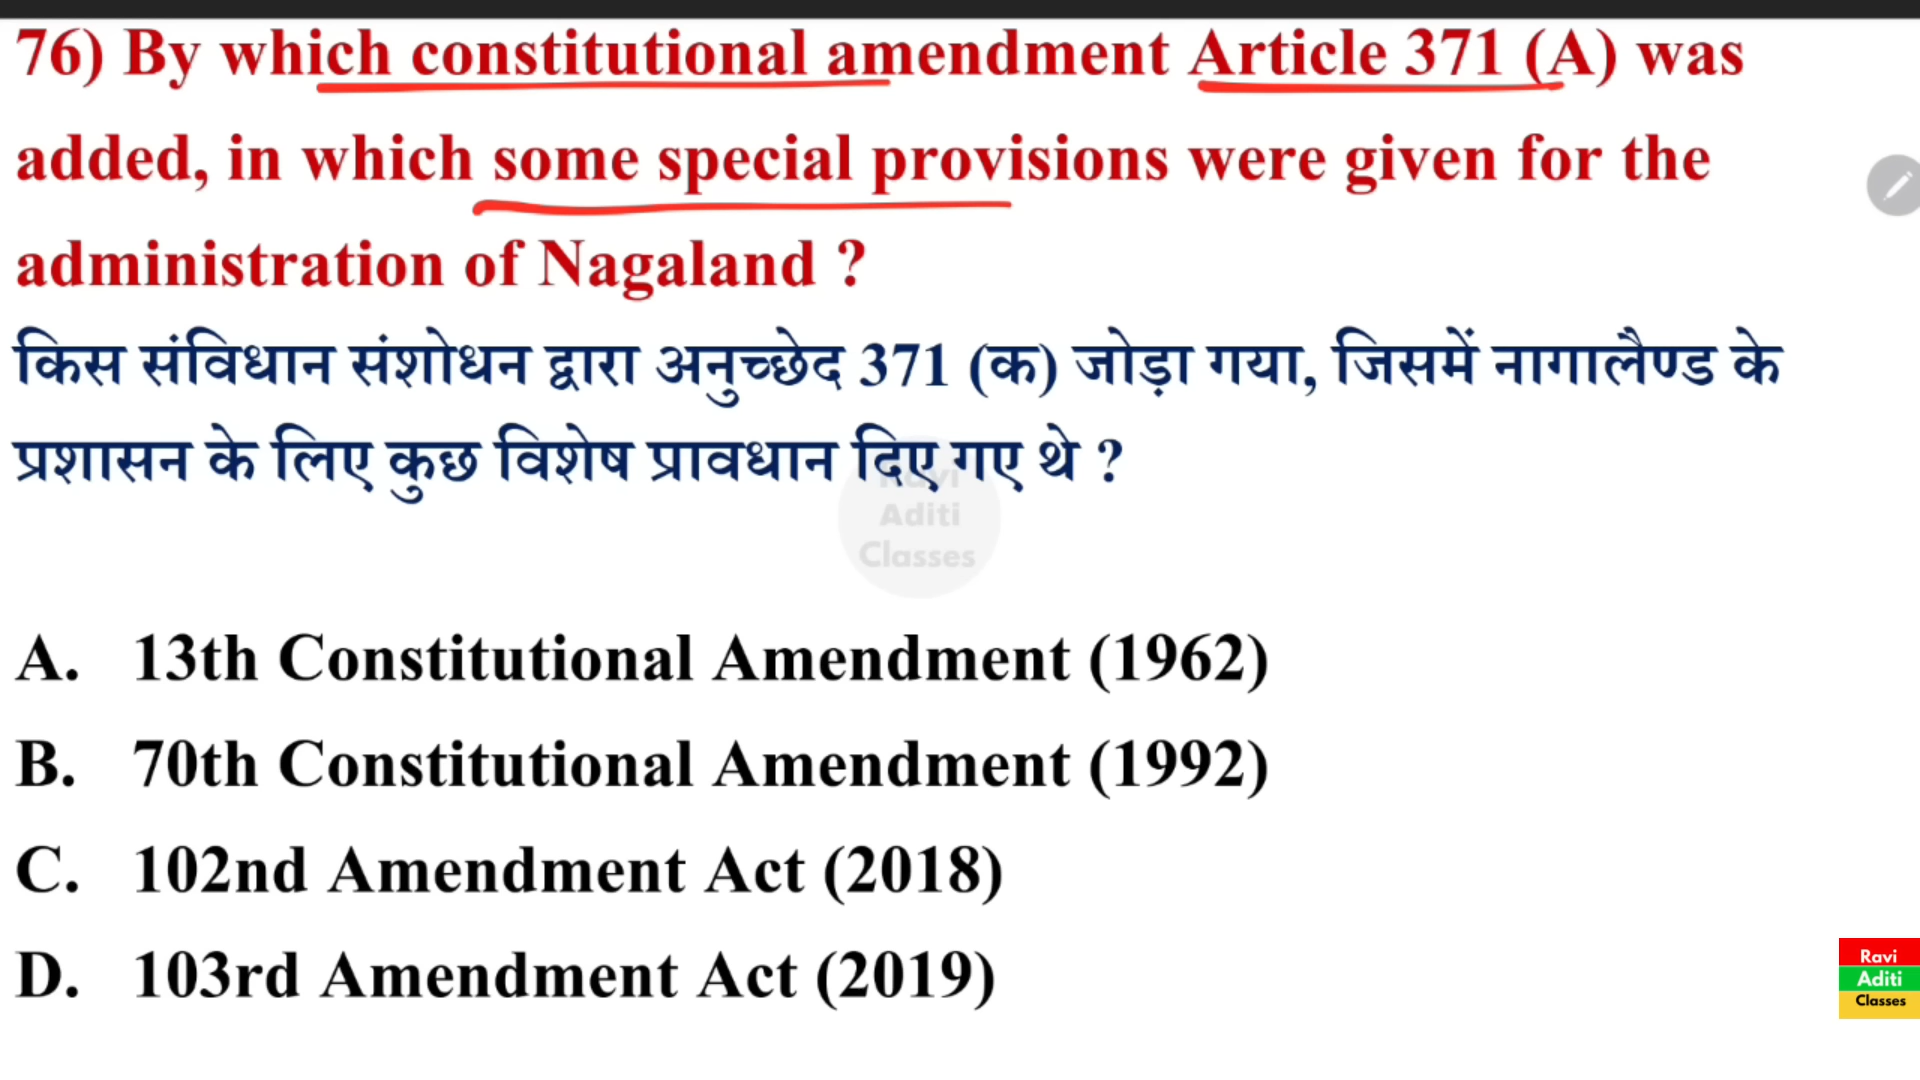 76) By which constitutional amendment Article 371 (A) was
added, in which some special provisions were given for the
administration of Nagaland ?
किस संविधान संशोधन द्वारा अनुच्छेद 371 (क) जोड़ा गया, जिसमें नागालैण्ड के
प्रशासन के लिए कुछ विशेष प्रावधान दिए गए थे ?
Ravi
Aditi
Classes
A. 13th Constitutional Amendment (1962)
B. 70th Constitutional Amendment (1992)
C. 102nd Amendment Act (2018)
D. 103rd Amendment Act (2019)
Ravi
Aditi
Classes